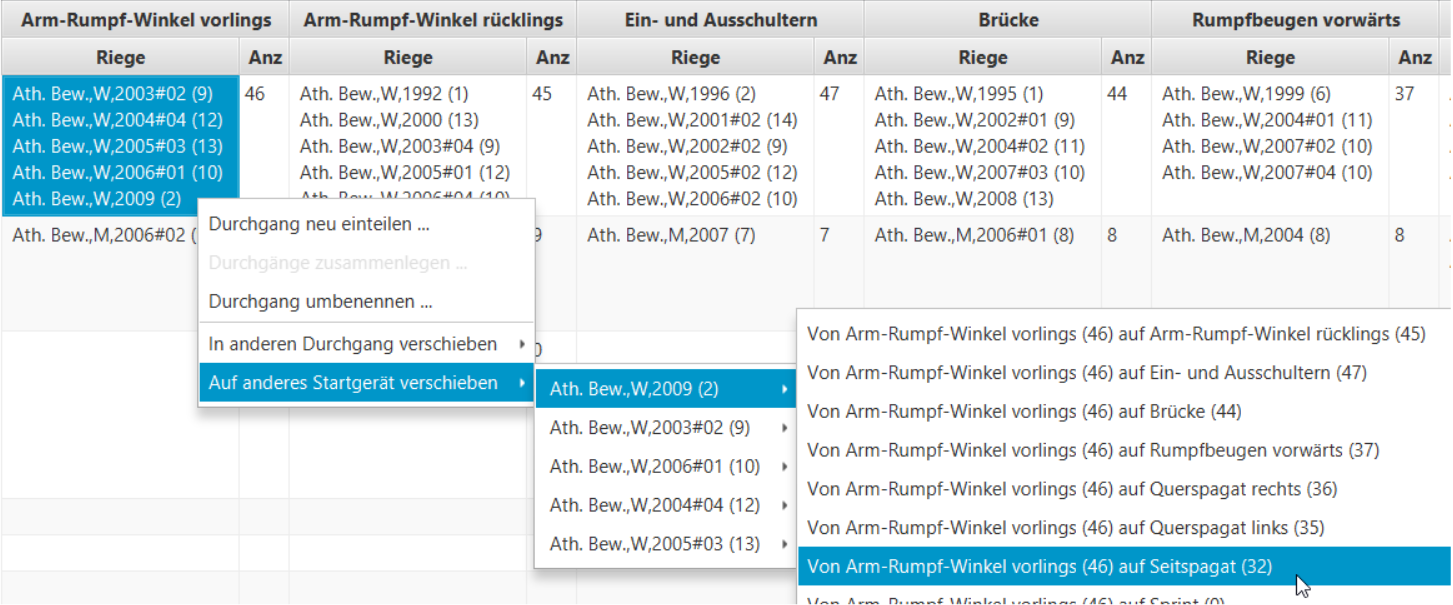 Arm-Rumpf-Winkel vorlings Arm-Rumpf-Winkel rücklings Ein- und Ausschultern Brücke Rumpfbeugen vorwärts
Riege Anz Riege Anz Riege Anz Riege Anz Riege Anz
Ath. Bew.,W,2003#02 (9) 46 Ath. Bew.,W,1992 (1) 45 Ath. Bew.,W,1996 (2) 47 Ath. Bew.,W,1995 (1) 44 Ath. Bew.,W,1999 (6) 37
Ath. Bew.,W,2004#04 (12) Ath. Bew.,W,2000 (13) Ath. Bew.,W,2001#02 (14) Ath. Bew.,W,2002#01 (9) Ath. Bew.,W,2004#01 (11)
Ath. Bew.,W,2005#03 (13) Ath. Bew.,W,2003#04 (9) Ath. Bew.,W,2002#02 (9) Ath. Bew.,W,2004#02 (11) Ath. Bew.,W,2007#02 (10)
Ath. Bew.,W,2006#01 (10) Ath. Bew.,W,2005#01 (12) Ath. Bew.,W,2005#02 (12) Ath. Bew.,W,2007#03 (10) Ath. Bew.,W,2007#04 (10)
Ath. Bew.,W,2009 (2) Ath. Bew.,W,2006#04 (10) Ath. Bew.,W,2006#02 (10) Ath. Bew.,W,2008 (13)
Ath. Bew.,M,2006#02 ( 9 Ath. Bew.,M,2007 (7) 7 Ath. Bew.,M,2006#01 (8) 8 Ath. Bew.,M,2004 (8) 8
Durchgang neu einteilen ...
Durchgänge zusammenlegen ...
Durchgang umbenennen ...
In anderen Durchgang verschieben
Auf anderes Startgerät verschieben
Ath. Bew.,W,2009 (2)
Ath. Bew.,W,2003#02 (9)
Ath. Bew.,W,2006#01 (10)
Ath. Bew.,W,2004#04 (12)
Ath. Bew.,W,2005#03 (13)
Von Arm-Rumpf-Winkel vorlings (46) auf Arm-Rumpf-Winkel rücklings (45)
Von Arm-Rumpf-Winkel vorlings (46) auf Ein- und Ausschultern (47)
Von Arm-Rumpf-Winkel vorlings (46) auf Brücke (44)
Von Arm-Rumpf-Winkel vorlings (46) auf Rumpfbeugen vorwärts (37)
Von Arm-Rumpf-Winkel vorlings (46) auf Querspagat rechts (36)
Von Arm-Rumpf-Winkel vorlings (46) auf Querspagat links (35)
Von Arm-Rumpf-Winkel vorlings (46) auf Seitspagat (32)
Von Arm-Rumpf-Winkel vorlings (46) auf Sprint (0)